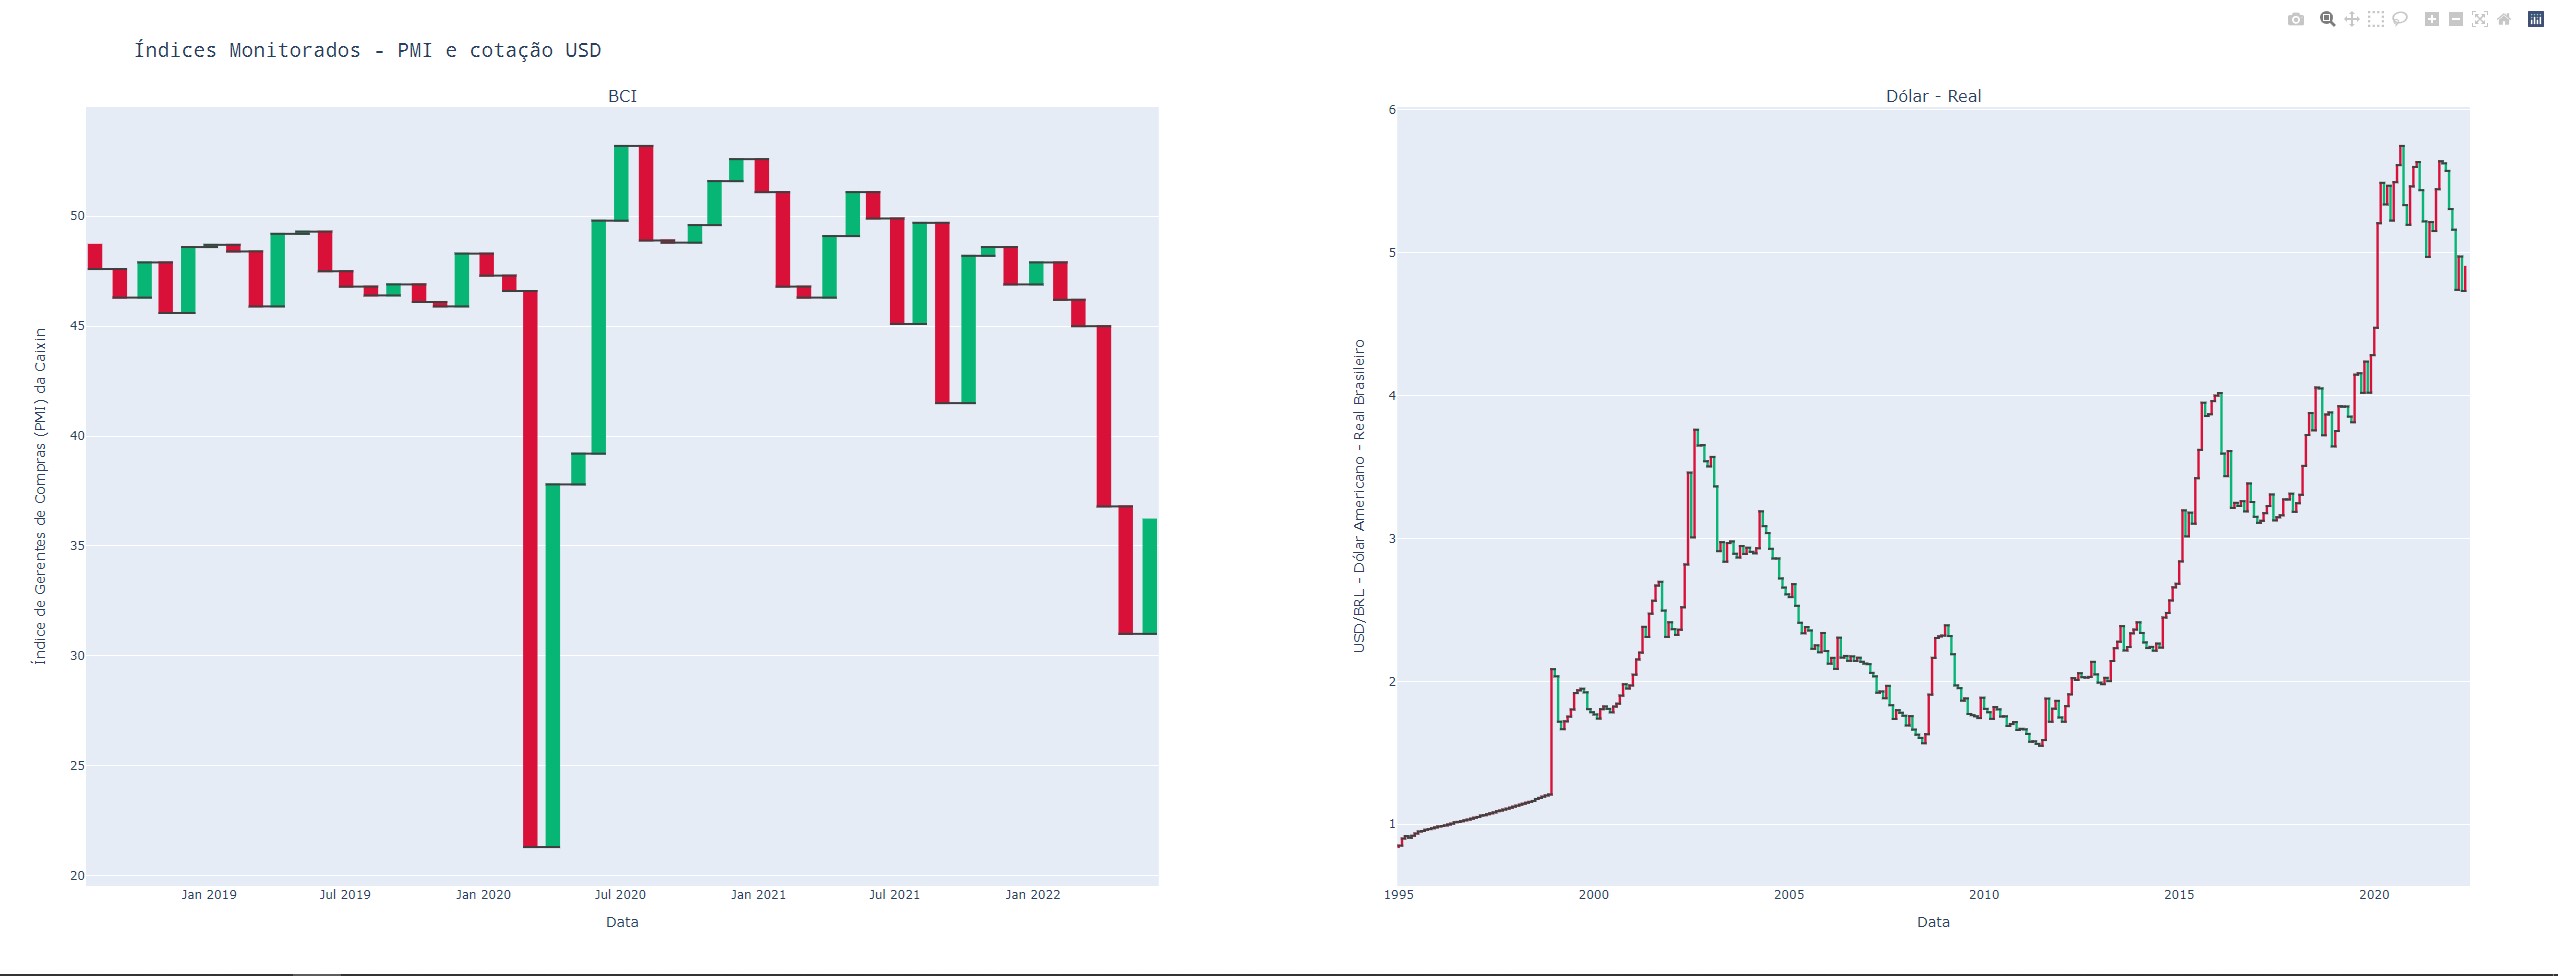 Índices Monitorados - PMI e cotação USD
BCI
Índice de Gerentes de Compras (PMI) da Caixin
50
45
40
35
30
25
20
Jan 2019
Jul 2019
Jan 2020
Jul 2020
Jan 2021
Jul 2021
Jan 2022
Data
Dólar - Real
USD/BRL - Dólar Americano - Real Brasileiro
6
5
4
3
2
1
1995
2000
2005
2010
2015
2020
Data